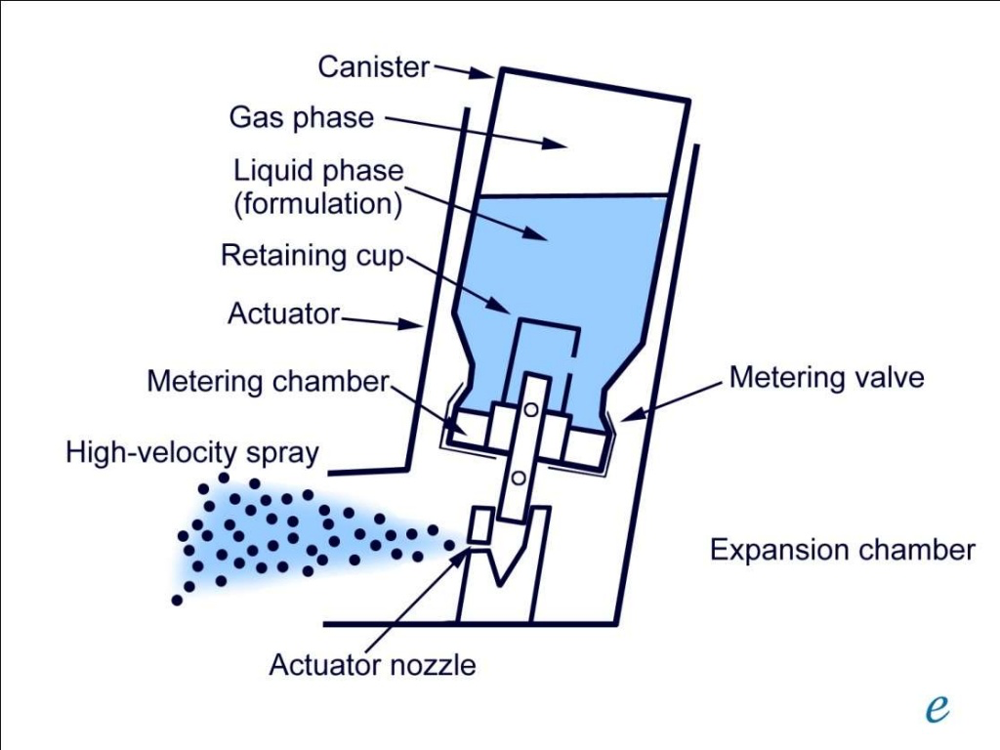 Canister
Gas phase
Liquid phase
(formulation)
Retaining cup
Actuator
Metering chamber
Metering valve
High-velocity spray
Expansion chamber
Actuator nozzle
e